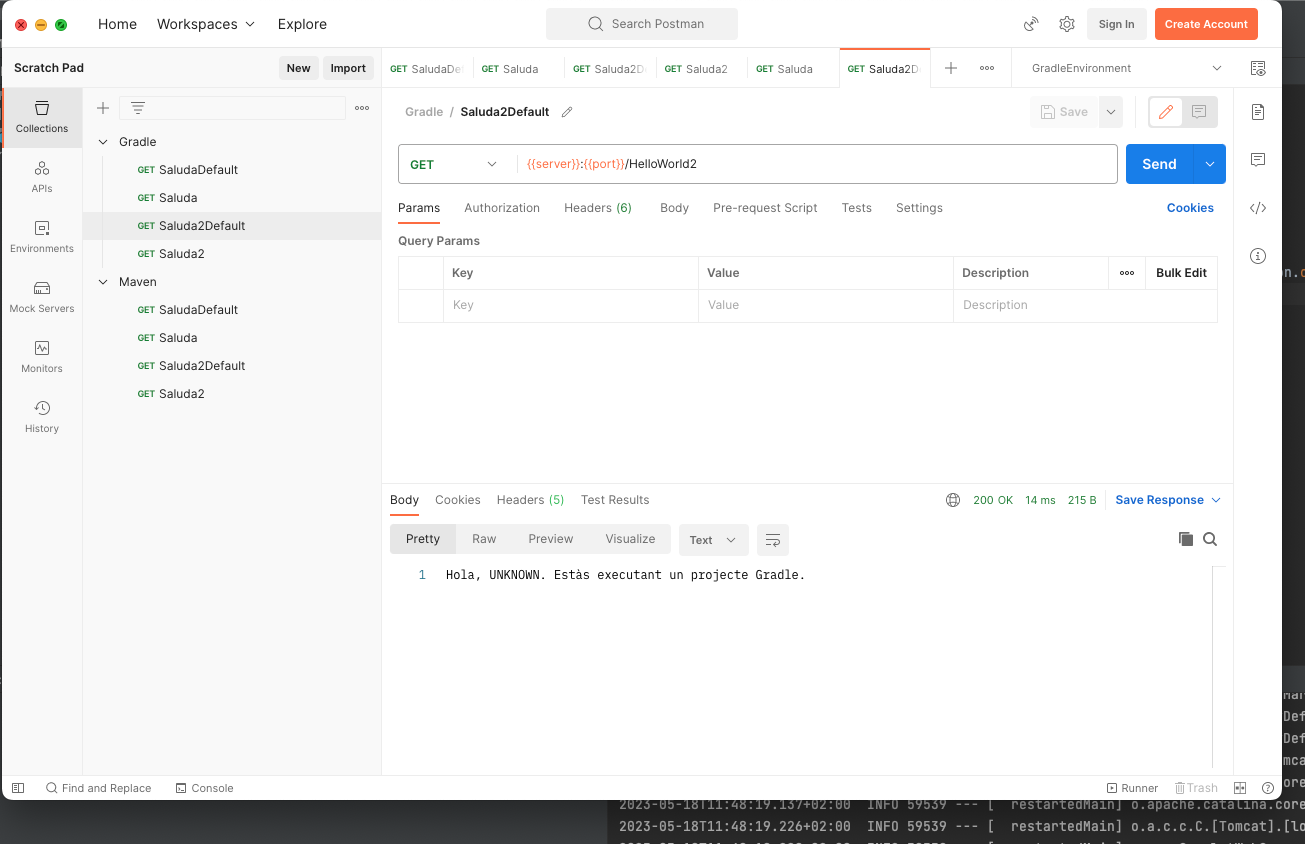 Home Workspaces Explore Search Postman Sign In Create Account
Scratch Pad New Import
GET SaludaDe GET Saluda GET Saluda2D GET Saluda2 GET Saluda GET Saluda2D GradleEnvironment
Collections
APIs
Environments
Mock Servers
Monitors
History
Gradle
GET SaludaDefault
GET Saluda
GET Saluda2Default
GET Saluda2
Maven
GET SaludaDefault
GET Saluda
GET Saluda2Default
GET Saluda2
Gradle / Saluda2Default Save
GET {{server}}:{{port}}/HelloWorld2 Send
Params Authorization Headers (6) Body Pre-request Script Tests Settings Cookies
Query Params
Key Value Description Bulk Edit
Key Value Description
Body Cookies Headers (5) Test Results 200 OK 14 ms 215 B Save Response
Pretty Raw Preview Visualize Text
1 Hola, UNKNOWN. Estàs executant un projecte Gradle.
Find and Replace Console Runner Trash
2023-05-18T11:48:19.137+02:00 INFO 59539 --- [ restartedMain] o.apache.catalina.core
2023-05-18T11:48:19.226+02:00 INFO 59539 --- [ restartedMain] o.a.c.c.C.[Tomcat].[lo